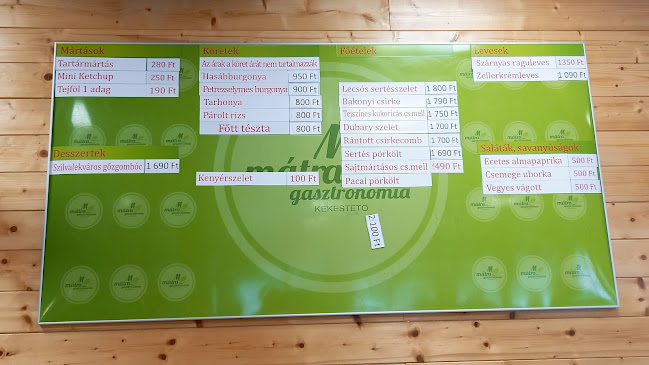 Mártások
Tartármártás 280 Ft
Mini Ketchup 250 Ft
Tejföl 1 adag 190 Ft
Desszertek
Szilvalekváros gőzgombóc 1 690 Ft
Köretek
Az árak a köret árát nem tartalmazzák
Hasábburgonya 950 Ft
Petrezselymes burgonya 900 Ft
Tarhonya 800 Ft
Párolt rizs 800 Ft
Főtt tészta 800 Ft
Kenyérszelet 100 Ft
Főételek
Lecsós sertésszelet 1 800 Ft
Bakonyi csirke 1 790 Ft
Tejszínes kukoricás cs.mell 1 750 Ft
Dubary szelet 1 700 Ft
Rántott csirkecomb 1 700 Ft
Sertés pörkölt 1 690 Ft
Sajtmártásos cs.mell 490 Ft
Pacal pörkölt
2 100 Ft
gasztronómia
KÉKESTETŐ
Levesek
Szárnyas raguleves 1350 Ft
Zellerkrémleves 1 090 Ft
Saláták, savanyúságok
Ecetes almapaprika 500 Ft
Csemege uborka 500 Ft
Vegyes vágott 500 Ft